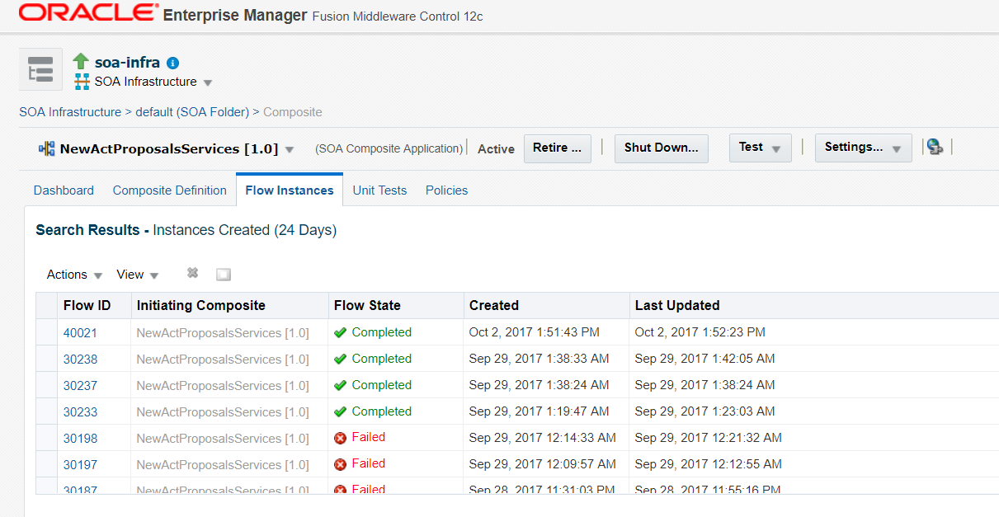 ORACLE® Enterprise Manager Fusion Middleware Control 12c
soa-infra
SOA Infrastructure
SOA Infrastructure > default (SOA Folder) > Composite
NewActProposalsServices [1.0] (SOA Composite Application) Active Retire ... Shut Down... Test Settings...
Dashboard Composite Definition Flow Instances Unit Tests Policies
Search Results - Instances Created (24 Days)
Actions View
Flow ID Initiating Composite Flow State Created Last Updated
40021 NewActProposalsServices [1.0] Completed Oct 2, 2017 1:51:43 PM Oct 2, 2017 1:52:23 PM
30238 NewActProposalsServices [1.0] Completed Sep 29, 2017 1:38:33 AM Sep 29, 2017 1:42:05 AM
30237 NewActProposalsServices [1.0] Completed Sep 29, 2017 1:38:24 AM Sep 29, 2017 1:38:24 AM
30233 NewActProposalsServices [1.0] Completed Sep 29, 2017 1:19:47 AM Sep 29, 2017 1:23:03 AM
30198 NewActProposalsServices [1.0] Failed Sep 29, 2017 12:14:33 AM Sep 29, 2017 12:21:32 AM
30197 NewActProposalsServices [1.0] Failed Sep 29, 2017 12:09:57 AM Sep 29, 2017 12:12:55 AM
30187 NewActProposalsServices [1.0] Failed Sep 28, 2017 11:31:03 PM Sep 28, 2017 11:55:16 PM